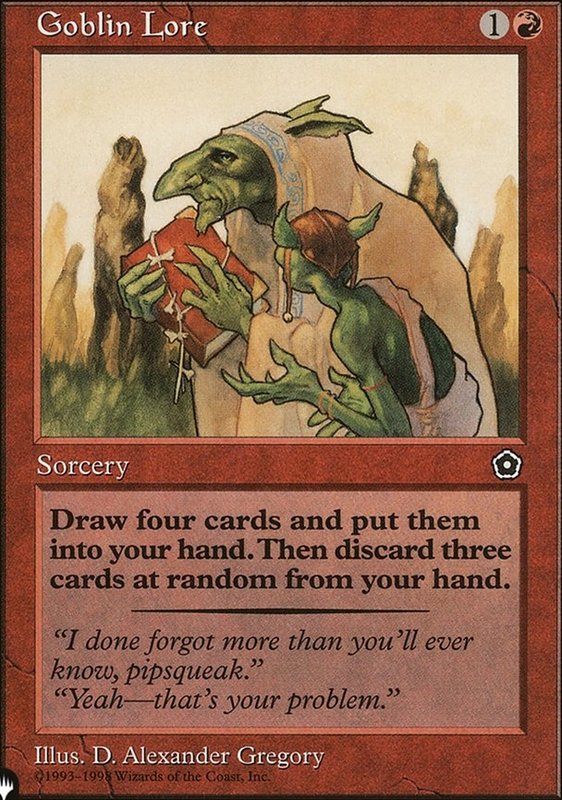 Goblin Lore 1
Sorcery
Draw four cards and put them
into your hand. Then discard three
cards at random from your hand.
“I done forgot more than you’ll ever
know, pipsqueak.”
“Yeah—that’s your problem.”
Illus. D. Alexander Gregory
©1993–1998 Wizards of the Coast, Inc.